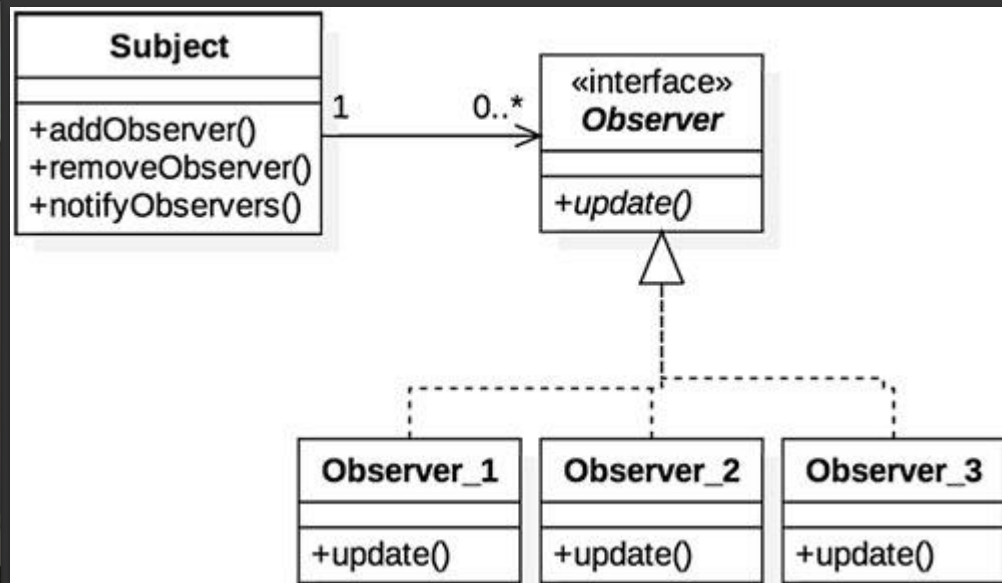 Subject
+addObserver()
+removeObserver()
+notifyObservers()
1
0..*
«interface»
Observer
+update()
Observer_1
+update()
Observer_2
+update()
Observer_3
+update()